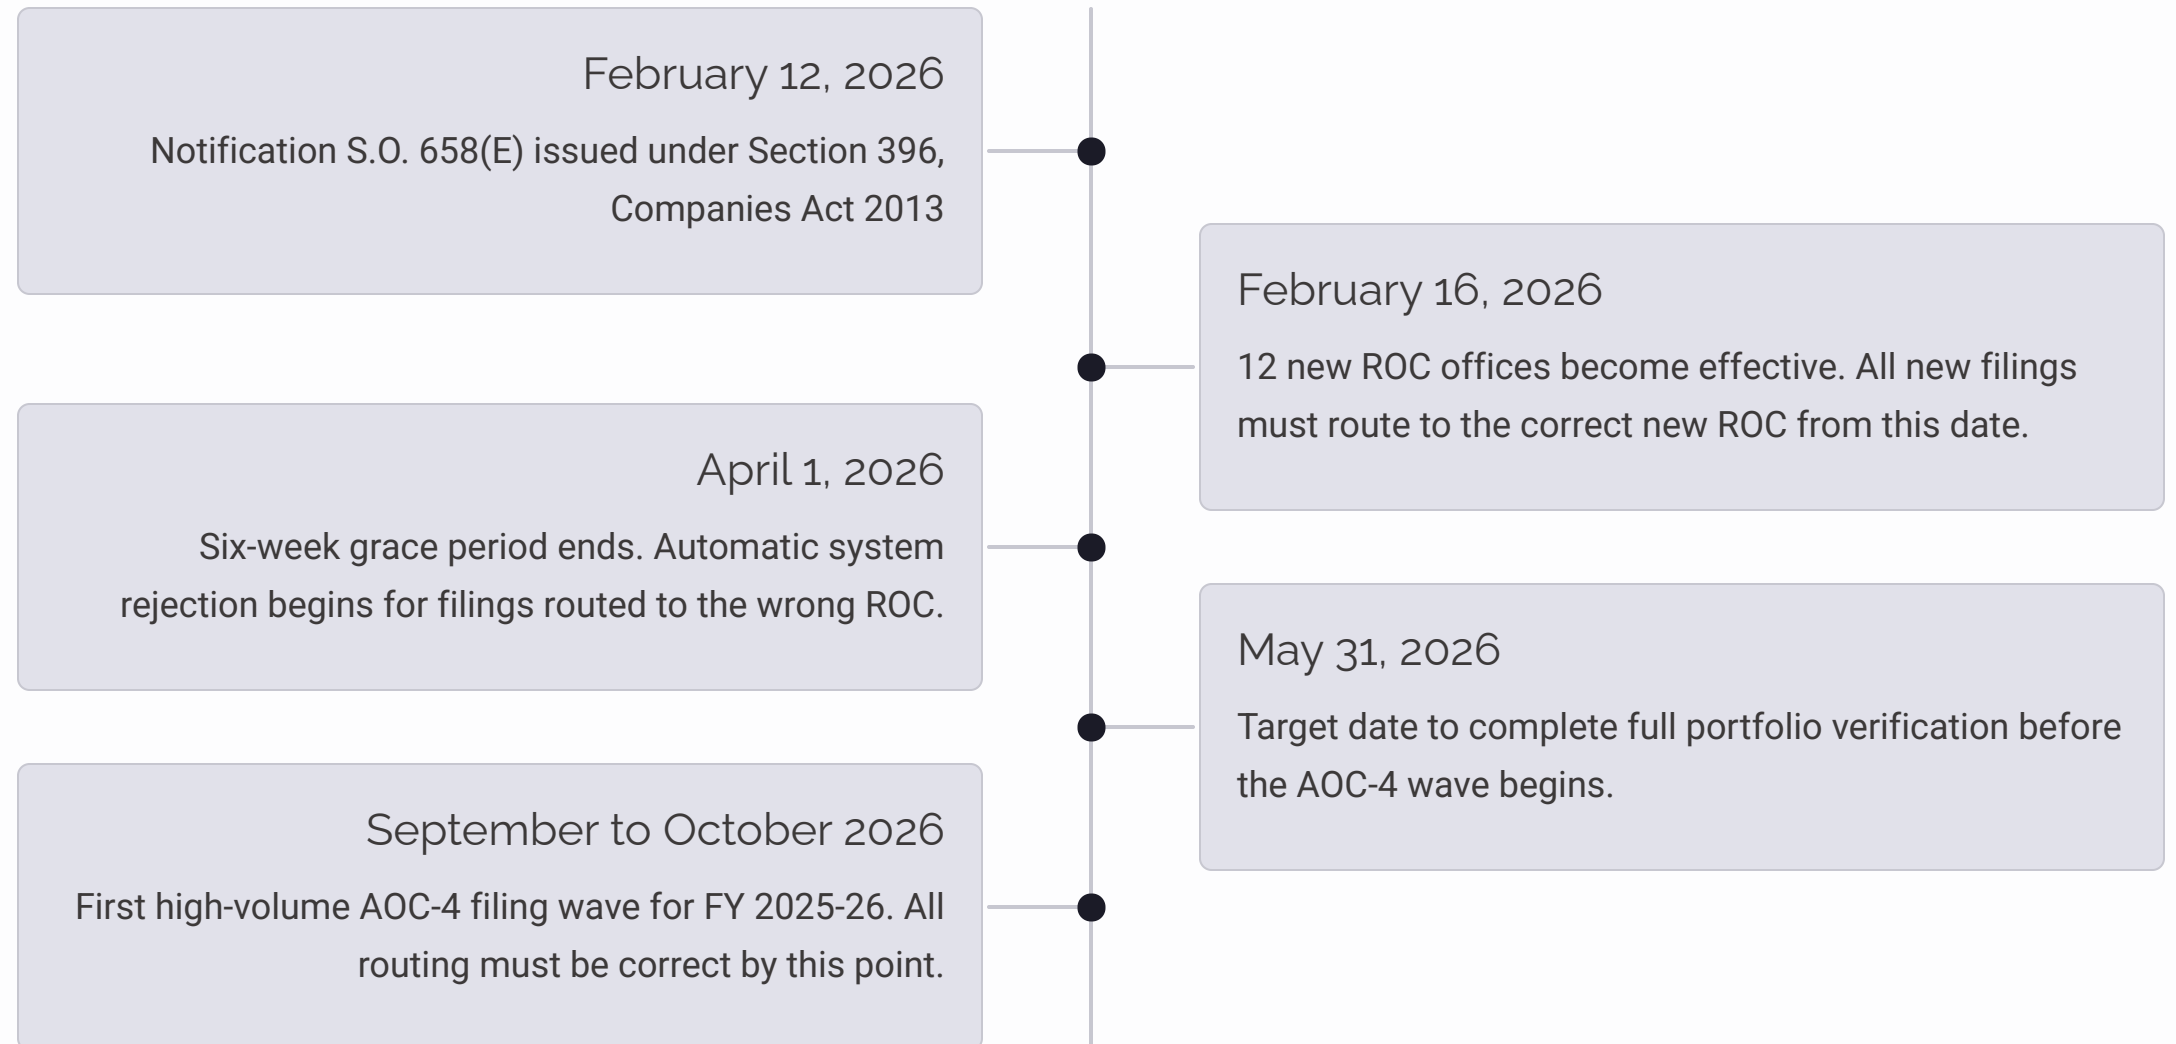 February 12, 2026
Notification S.O. 658(E) issued under Section 396,
Companies Act 2013
February 16, 2026
12 new ROC offices become effective. All new filings
must route to the correct new ROC from this date.
April 1, 2026
Six-week grace period ends. Automatic system
rejection begins for filings routed to the wrong ROC.
May 31, 2026
Target date to complete full portfolio verification before
the AOC-4 wave begins.
September to October 2026
First high-volume AOC-4 filing wave for FY 2025-26. All
routing must be correct by this point.